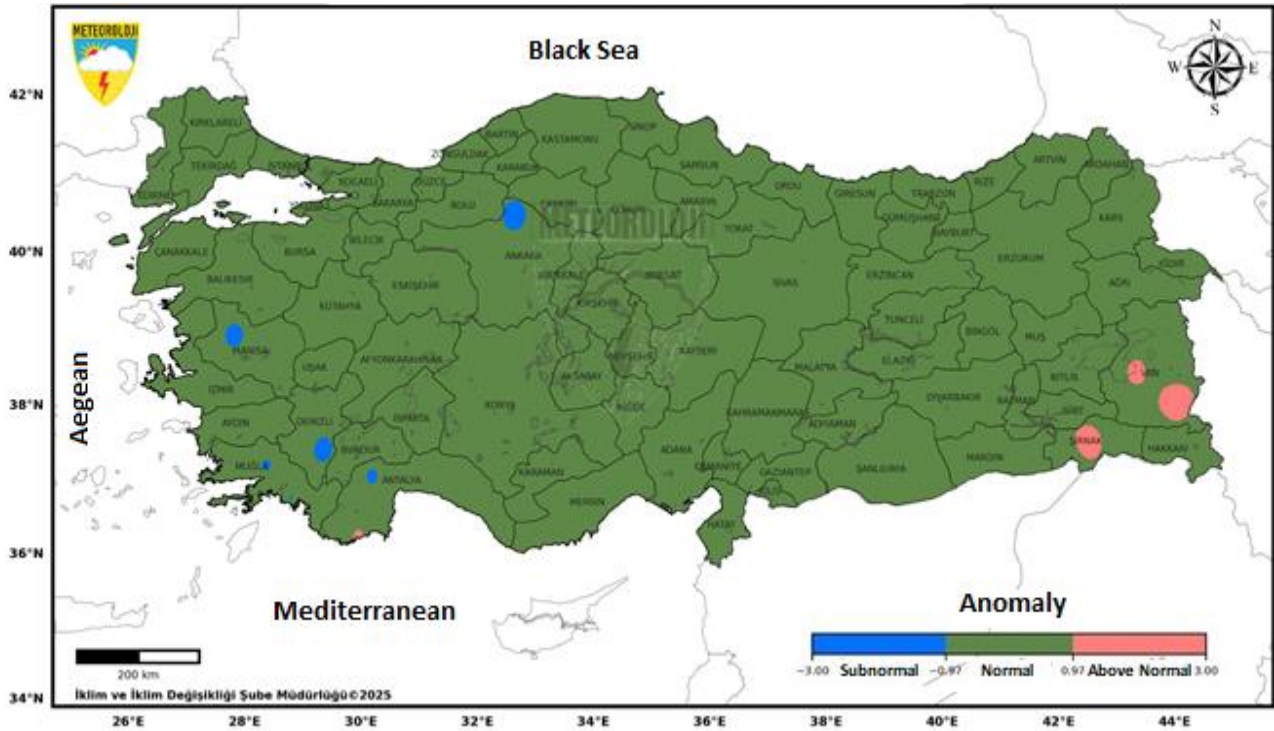 METEOROLOJİ
Black Sea
N
W E
S
42°N
40°N
38°N
36°N
34°N
KIRKLARELİ
TEKİRDAĞ
KOCAELİ
SAKARYA
DÜZCE
BOLU
ZONGULDAK
BARTIN
KARABÜK
KASTAMONU
SİNOP
SAMSUN
ORDU
GİRESUN
TRABZON
RİZE
ARTVİN
ARDAHAN
KARS
AMASYA
TOKAT
GÜMÜŞHANE
BAYBURT
METEOROLOJİ
ÇANAKKALE
BURSA
BİLECİK
ANKARA
ERZURUM
IĞDIR
AĞRI
BALIKESİR
ESKİŞEHİR
KÜTAHYA
SİVAS
ERZİNCAN
KIRŞEHİR
TUNCELİ
BİNGÖL
MUŞ
MANİSA
UŞAK
AFYONKARAHİSAR
NEVŞEHİR
KAYSERİ
MALATYA
ELAZIĞ
BİTLİS
VAN
İZMİR
AKSARAY
KONYA
NİĞDE
DİYARBAKIR
BATMAN
SİİRT
AYDIN
DENİZLİ
ISPARTA
KAHRAMANMARAŞ
ADIYAMAN
MUĞLA
BURDUR
ANTALYA
KARAMAN
MERSİN
ADANA
OSMANİYE
GAZİANTEP
ŞANLIURFA
MARDİN
ŞIRNAK
HAKKARİ
HATAY
Aegean
Mediterranean
Anomaly
-3.00 Subnormal -0.97 Normal 0.97 Above Normal 3.00
200 km
İklim ve İklim Değişikliği Şube Müdürlüğü©2025
26°E 28°E 30°E 32°E 34°E 36°E 38°E 40°E 42°E 44°E